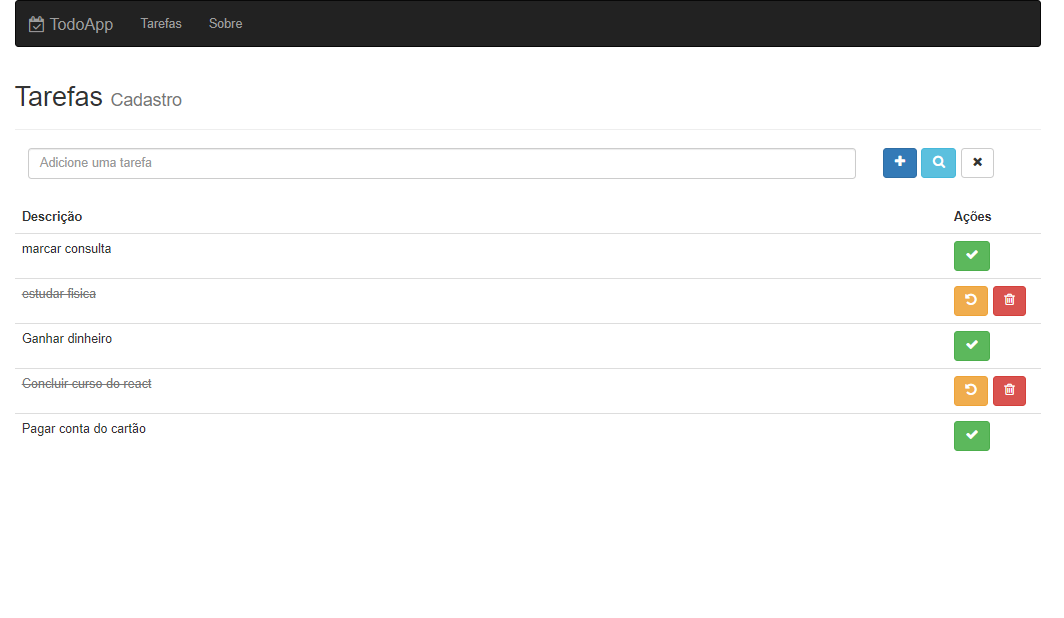 TodoApp Tarefas Sobre
Tarefas Cadastro
Adicione uma tarefa
Descrição Ações
marcar consulta
estudar fisica
Ganhar dinheiro
Concluir curso do react
Pagar conta do cartão